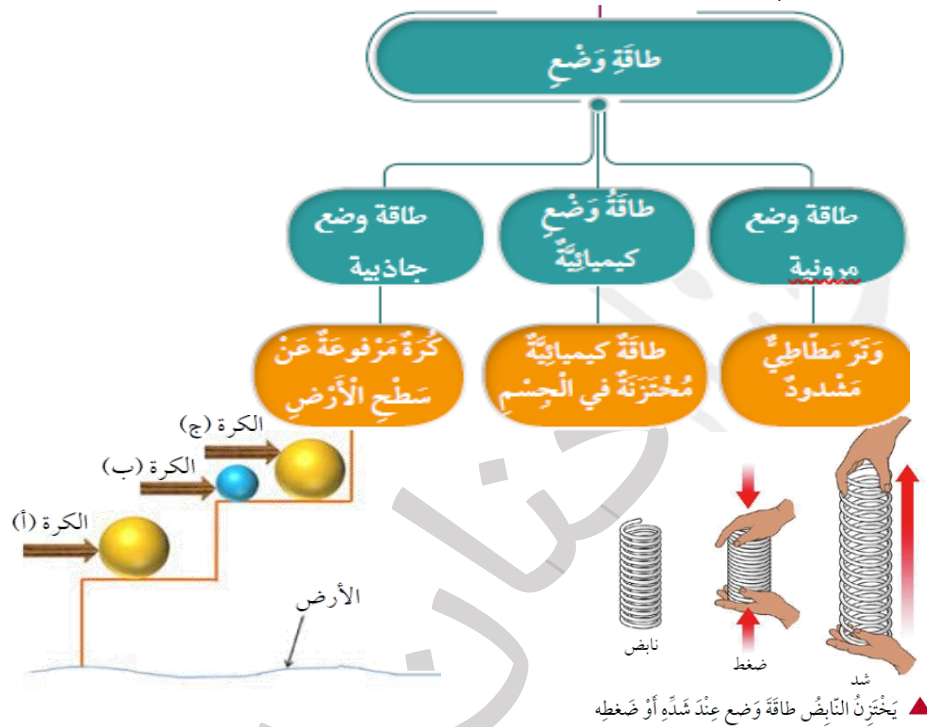 طاقَةِ وَضْعٍ
طاقة وضع
مرونية
طاقَةُ وَضْعٍ
كيميائِيَّةٌ
طاقة وضع
جاذبية
وَتَرٌ مَطّاطِيٌّ
مَشْدودٌ
طاقَةٌ كيميائِيَّةٌ
مُخْتَزَنَةٌ في الْجِسْمِ
كُرَةٌ مَرْفوعَةٌ عَنْ
سَطْحِ الْأَرْضِ
الكرة (ج)
الكرة (ب)
الكرة (أ)
الأرض
نابض
ضغط
شد
يَخْتَزِنُ النّابِضُ طاقَةَ وَضعٍ عِنْدَ شَدِّهِ أَوْ ضَغطِه